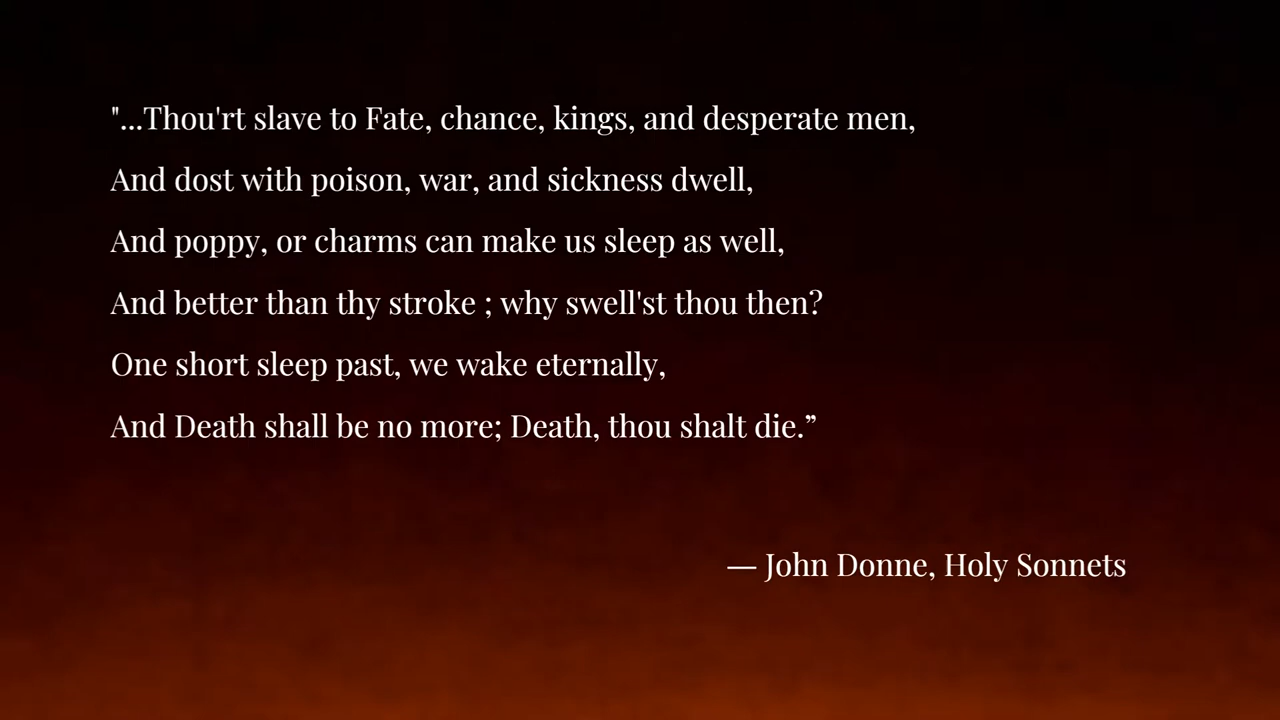 "...Thou'rt slave to Fate, chance, kings, and desperate men,
And dost with poison, war, and sickness dwell,
And poppy, or charms can make us sleep as well,
And better than thy stroke ; why swell'st thou then?
One short sleep past, we wake eternally,
And Death shall be no more; Death, thou shalt die.”
— John Donne, Holy Sonnets